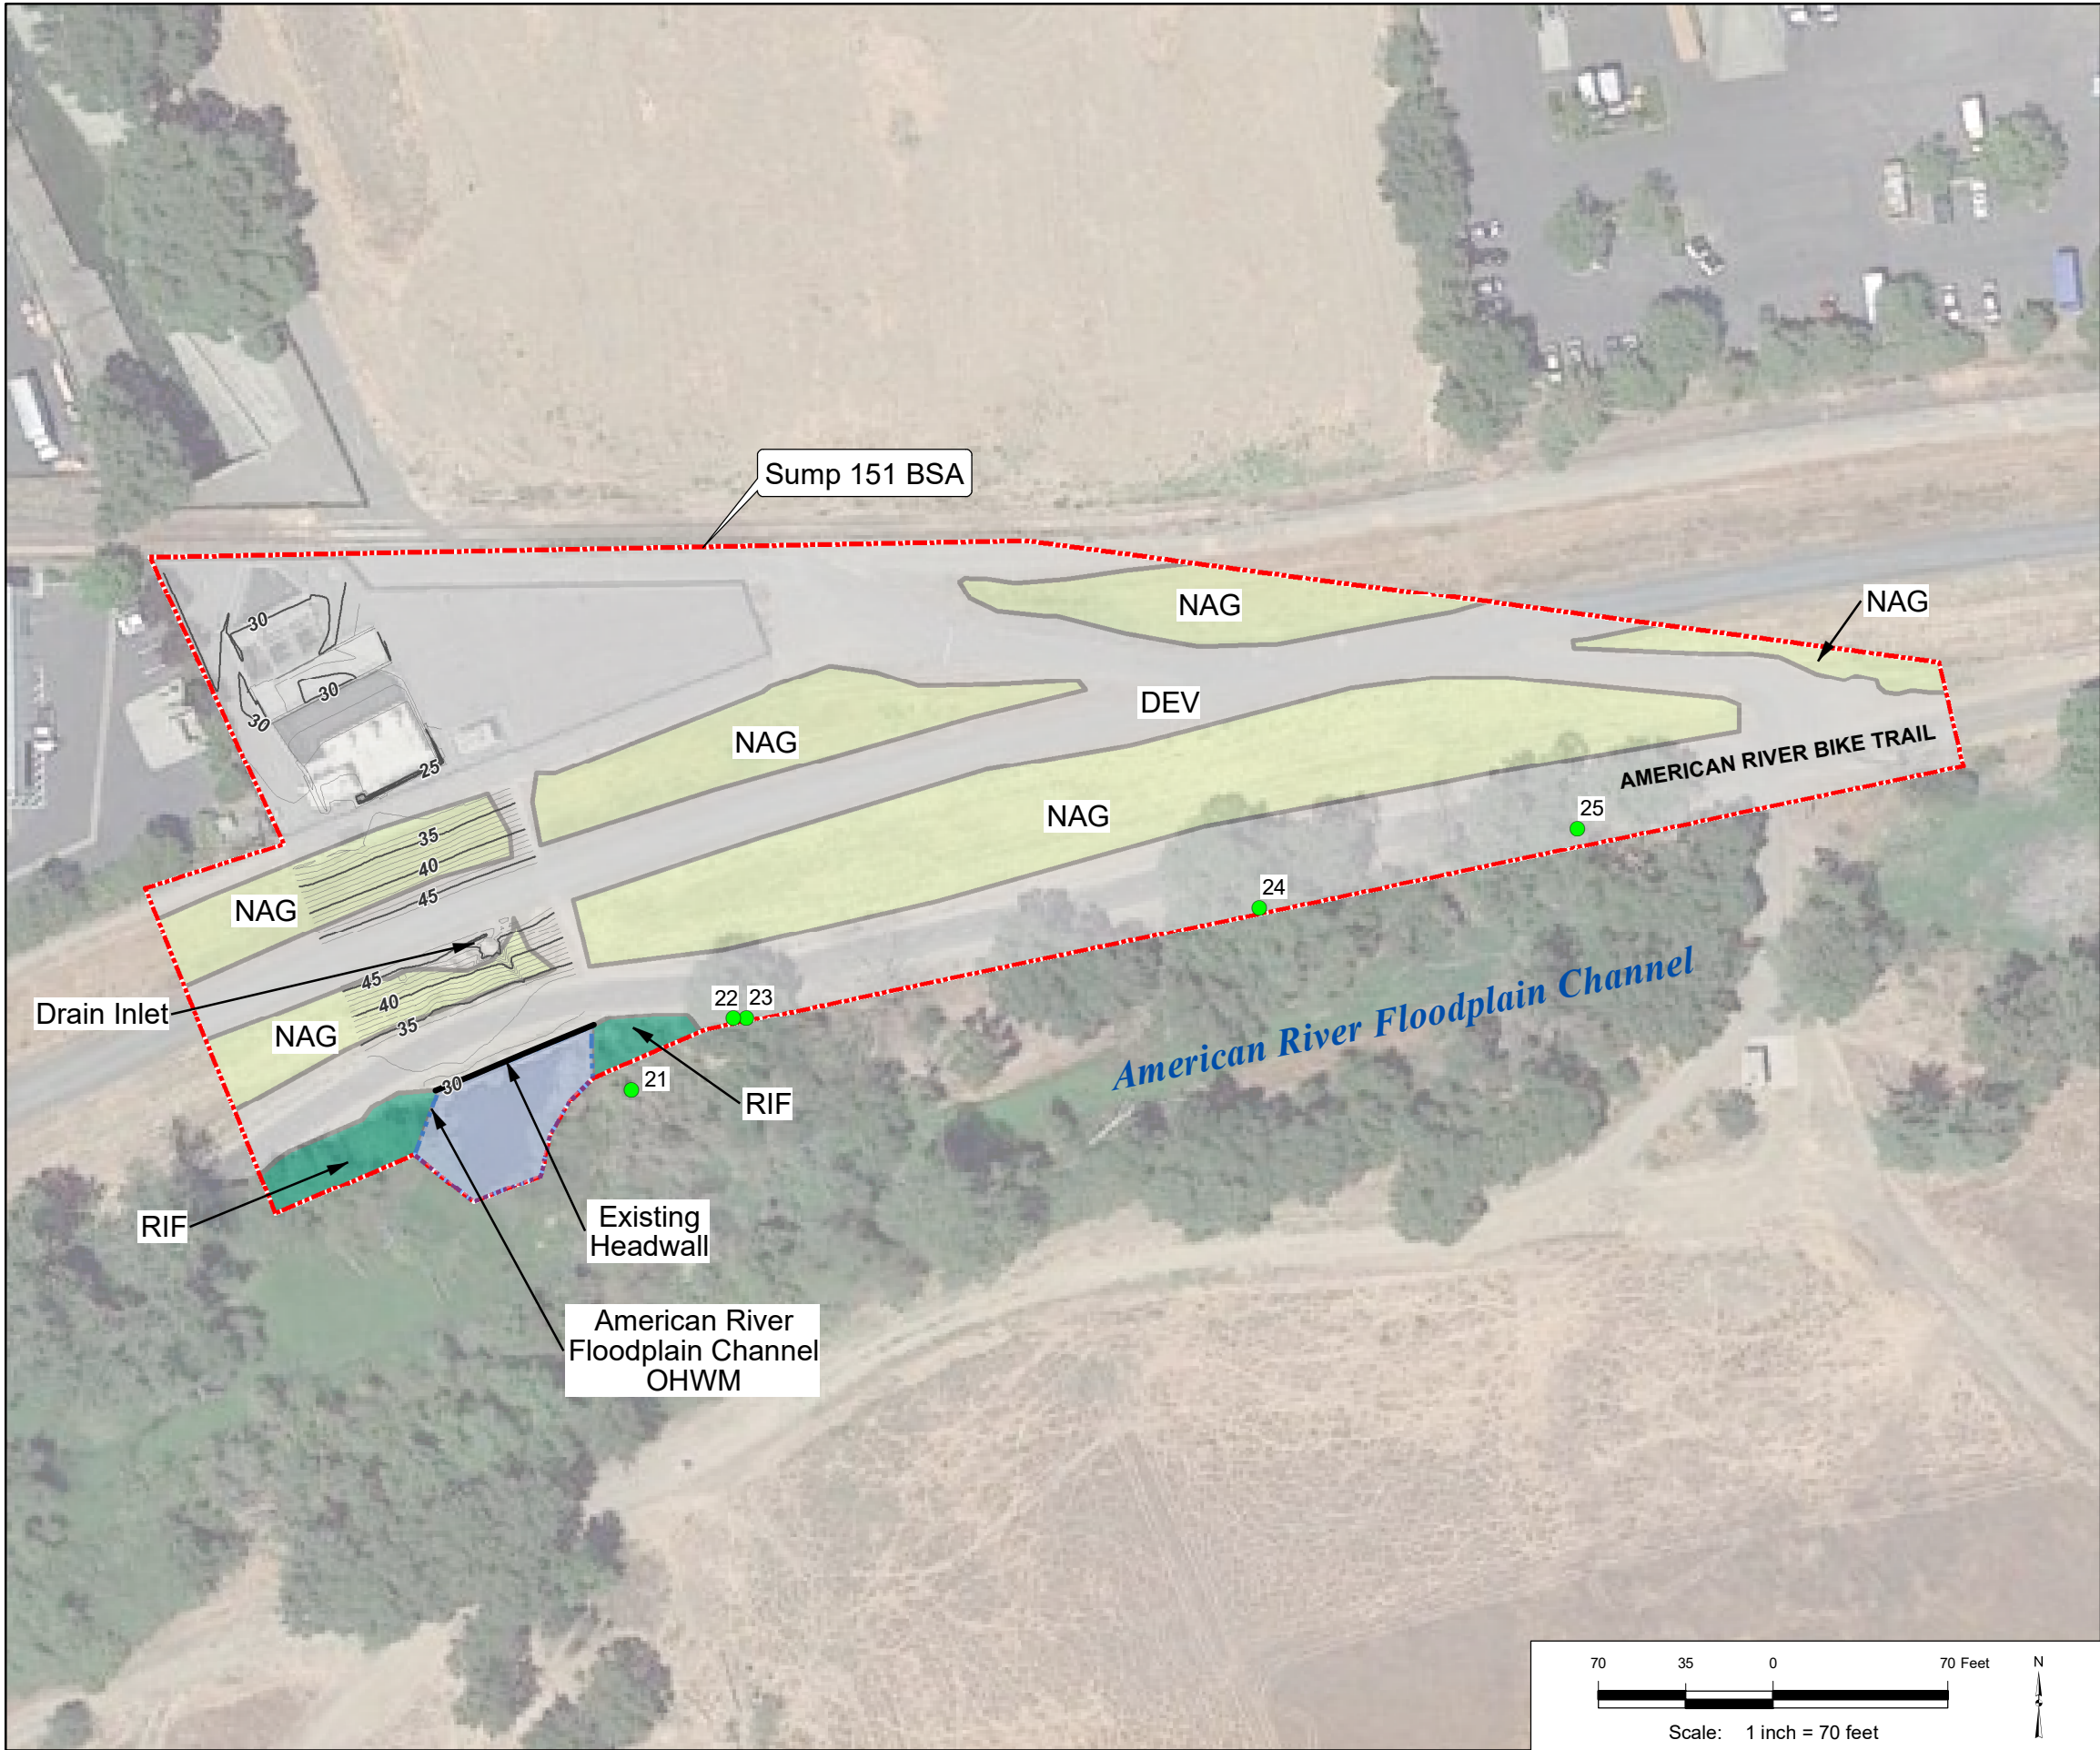 Sump 151 BSA
NAG
NAG
30
30
30
25
DEV
NAG
AMERICAN RIVER BIKE TRAIL
NAG
25
35
40
45
NAG
24
American River Floodplain Channel
Drain Inlet
45
40
35
NAG
22
23
21
30
RIF
RIF
Existing
Headwall
American River
Floodplain Channel
OHWM
70 35 0 70 Feet
N
Scale: 1 inch = 70 feet